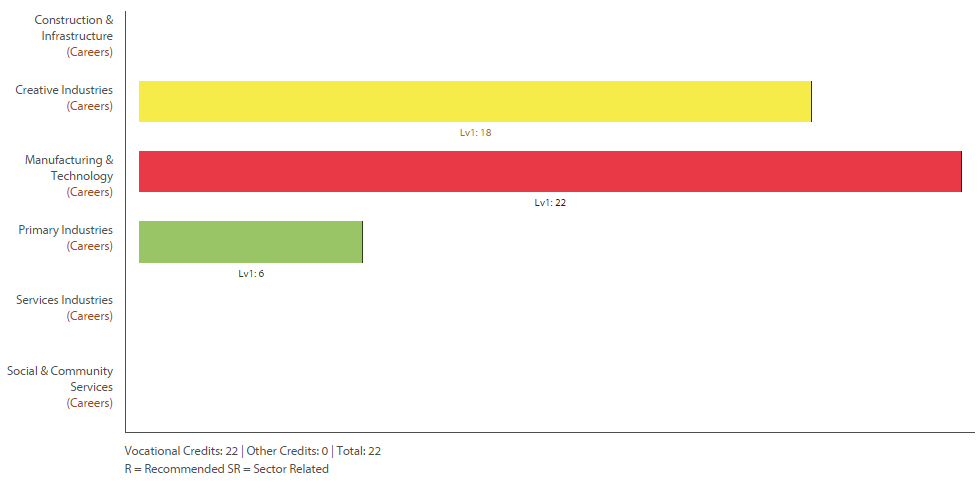 Construction &
Infrastructure
(Careers)
Creative Industries
(Careers)
Lv1: 18
Manufacturing &
Technology
(Careers)
Lv1: 22
Primary Industries
(Careers)
Lv1: 6
Services Industries
(Careers)
Social & Community
Services
(Careers)
Vocational Credits: 22 | Other Credits: 0 | Total: 22
R = Recommended SR = Sector Related